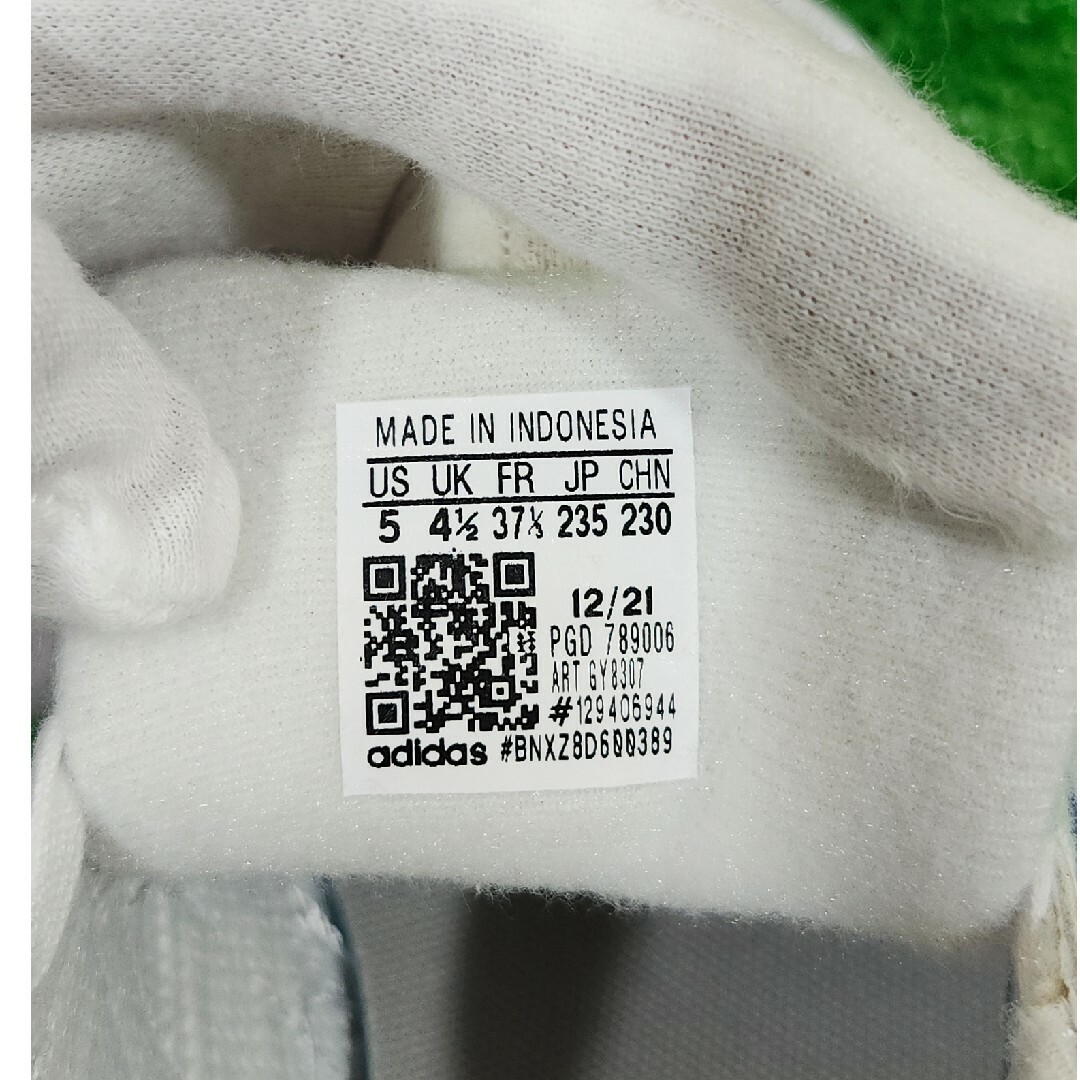 MADE IN INDONESIA
US UK FR JP CHN
5 4½ 37⅓ 235 230
12/21
PGD 789006
ART GY8307
#129406944
adidas #BNXZ8D600389